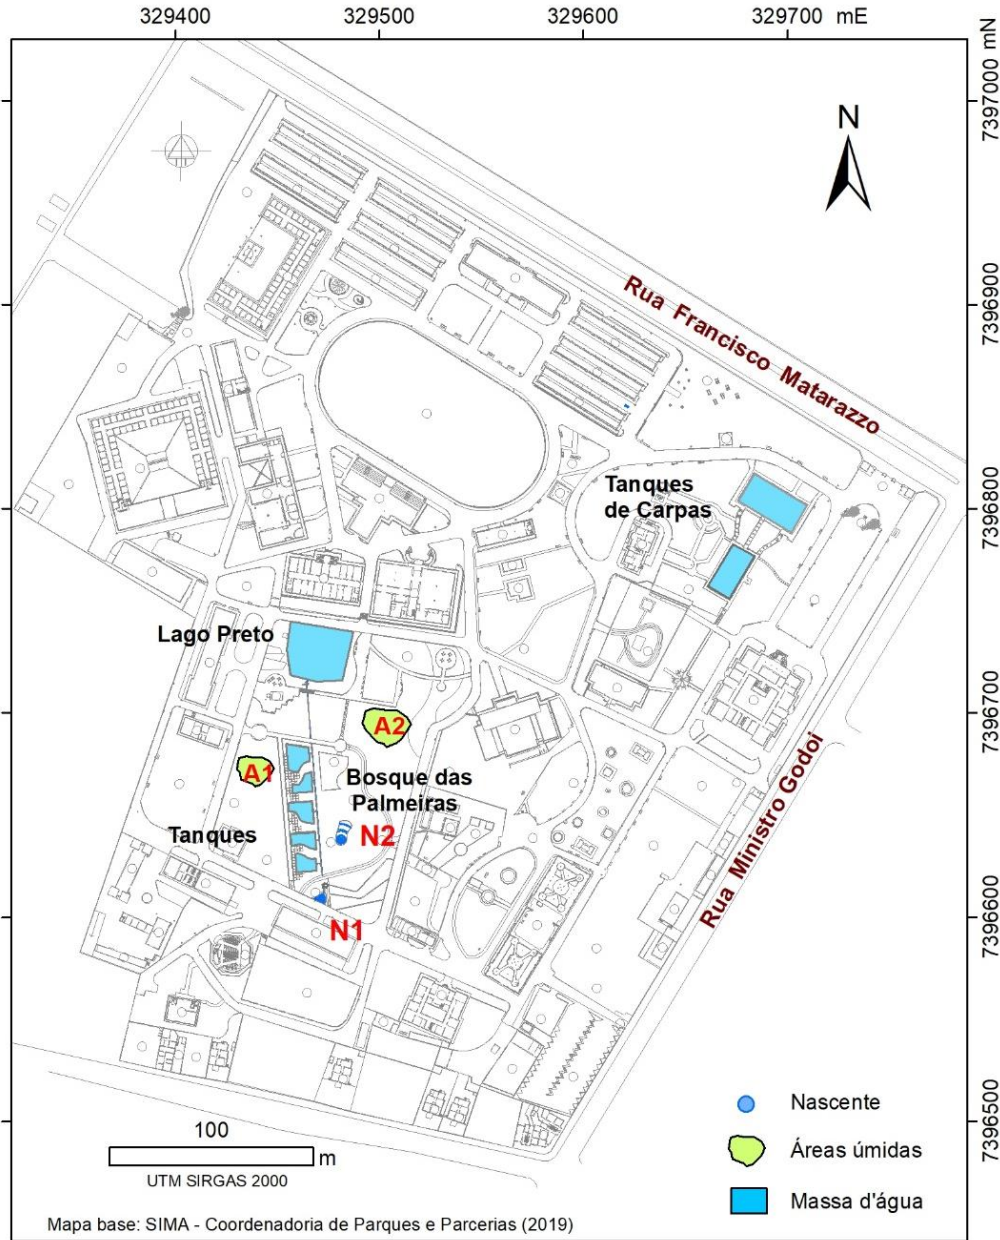 329400 329500 329600 329700 mE
7397000 mN
7396900
7396800
7396700
7396600
7396500
N
Rua Francisco Matarazzo
Tanques
de Carpas
Lago Preto
A2
A1
Bosque das
Palmeiras
Tanques
N2
N1
Rua Ministro Godoi
100
m
UTM SIRGAS 2000
Nascente
Áreas úmidas
Massa d'água
Mapa base: SIMA - Coordenadoria de Parques e Parcerias (2019)